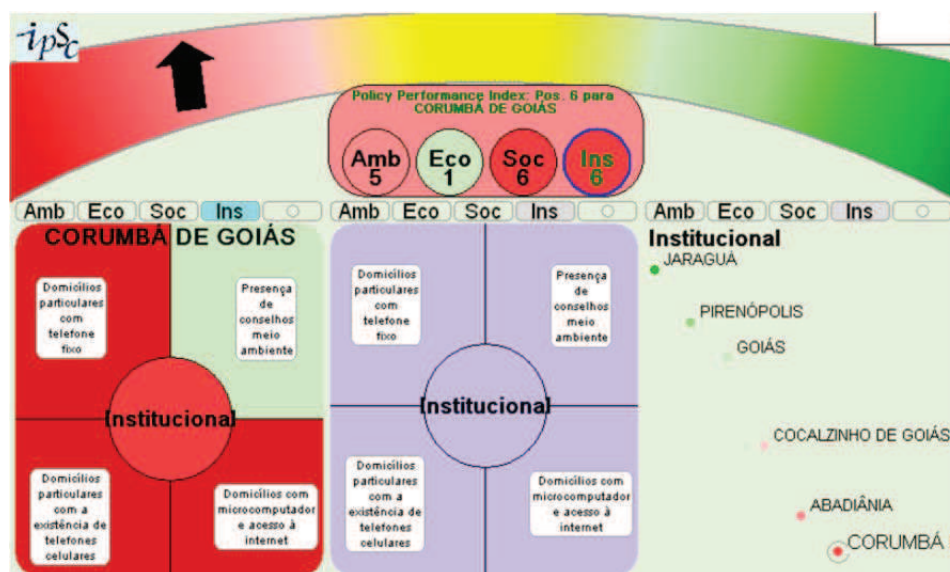 ipSc
Policy Performance Index: Pos. 6 para
CORUMBÁ DE GOIÁS
Amb
5
Eco
1
Soc
6
Ins
6
Amb Eco Soc Ins
Amb Eco Soc Ins
Amb Eco Soc Ins
CORUMBÁ DE GOIÁS
Domicílios
particulares
com
telefone
fixo
Presença
de
conselhos
meio
ambiente
Institucional
Domicílios
particulares
com a
existência de
telefones
celulares
Domicílios com
microcomputador
e acesso à
internet
Domicílios
particulares
com
telefone
fixo
Presença
de
conselhos
meio
ambiente
Institucional
Domicílios
particulares
com a
existência de
telefones
celulares
Domicílios com
microcomputador
e acesso à
internet
Institucional
JARAGUÁ
PIRENÓPOLIS
GOIÁS
COCALZINHO DE GOIÁS
ABADIÂNIA
CORUMBÁ